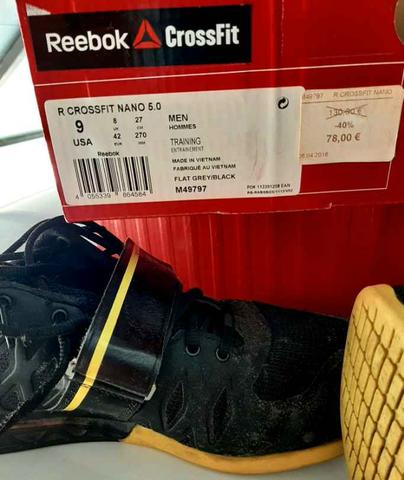 Reebok CrossFit
R CROSSFIT NANO 5.0
9 8 27
USA UK CM
42 270
EUR MM
Reebok
4 055339 864584
MEN
HOMMES
TRAINING
ENTRAINEMENT
MADE IN VIETNAM
FABRIQUÉ AU VIETNAM
FLAT GREY/BLACK
M49797
M49797 R CROSSFIT NANO
130,00 €
-40%
78,00 €